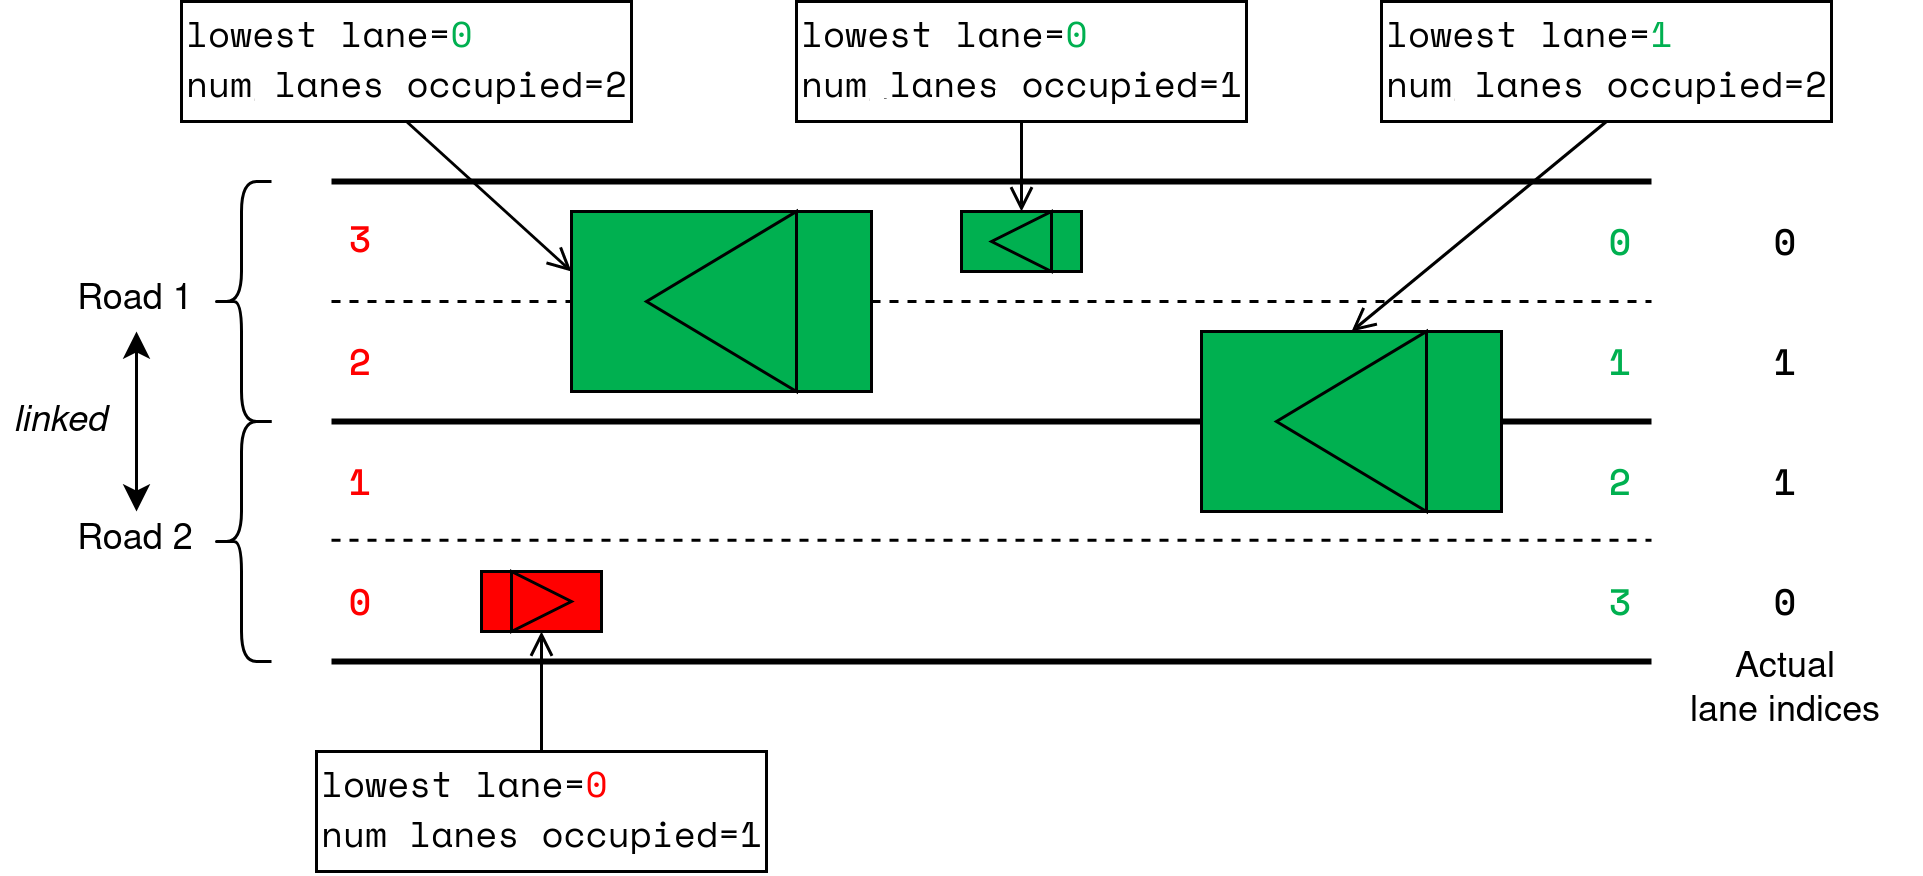 lowest lane=0
num lanes occupied=2
lowest lane=0
num lanes occupied=1
lowest lane=1
num lanes occupied=2
3
0
0
Road 1
2
1
1
linked
1
2
1
Road 2
0
3
0
Actual
lane indices
lowest lane=0
num lanes occupied=1